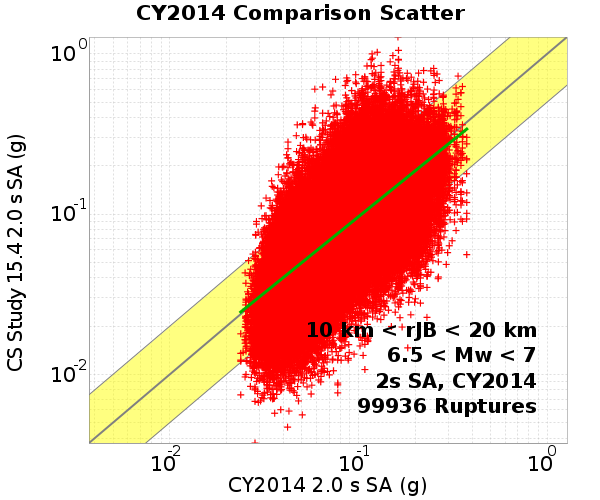 CY2014 Comparison Scatter
CS Study 15.4 2.0 s SA (g)
10⁰
10⁻¹
10⁻²
10 km < rJB < 20 km
6.5 < Mw < 7
2s SA, CY2014
99936 Ruptures
10⁻² 10⁻¹ 10⁰
CY2014 2.0 s SA (g)